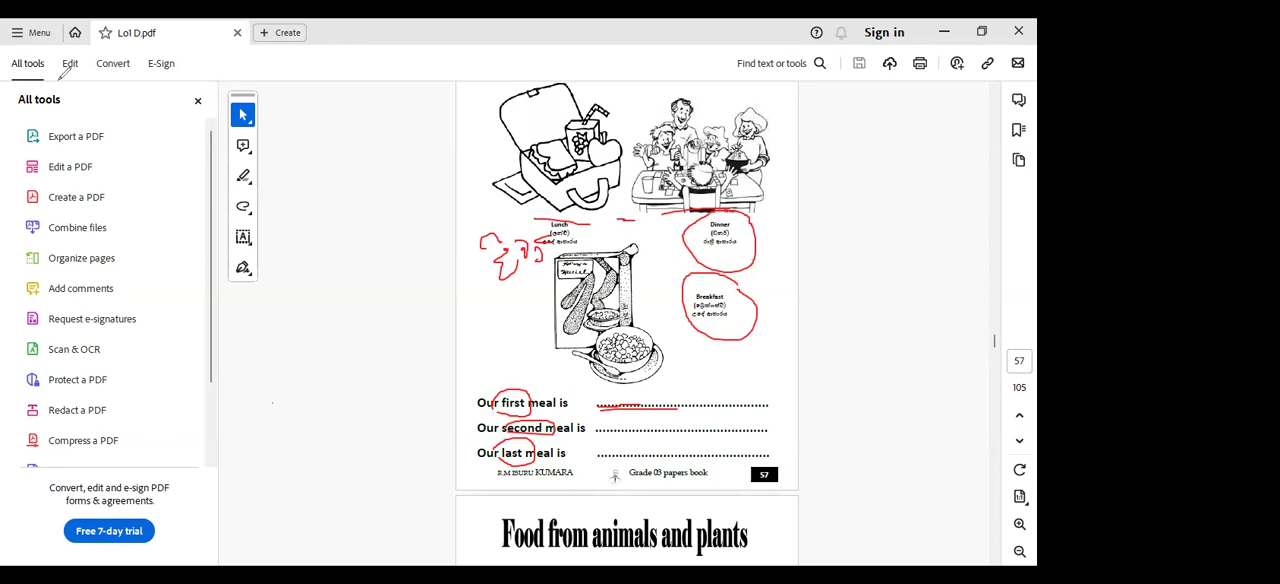 Menu
Lo1 D.pdf
Create
Sign in
All tools
Edit
Convert
E-Sign
Find text or tools
All tools
Export a PDF
Edit a PDF
Create a PDF
Combine files
Organize pages
Add comments
Request e-signatures
Scan & OCR
Protect a PDF
Redact a PDF
Compress a PDF
Convert, edit and e-sign PDF
forms & agreements.
Free 7-day trial
Lunch
Dinner
Special
Breakfast
Our first meal is ............................................
Our second meal is ............................................
Our last meal is ............................................
R.M ISURU KUMARA
Grade 03 papers book
57
Food from animals and plants
57
105